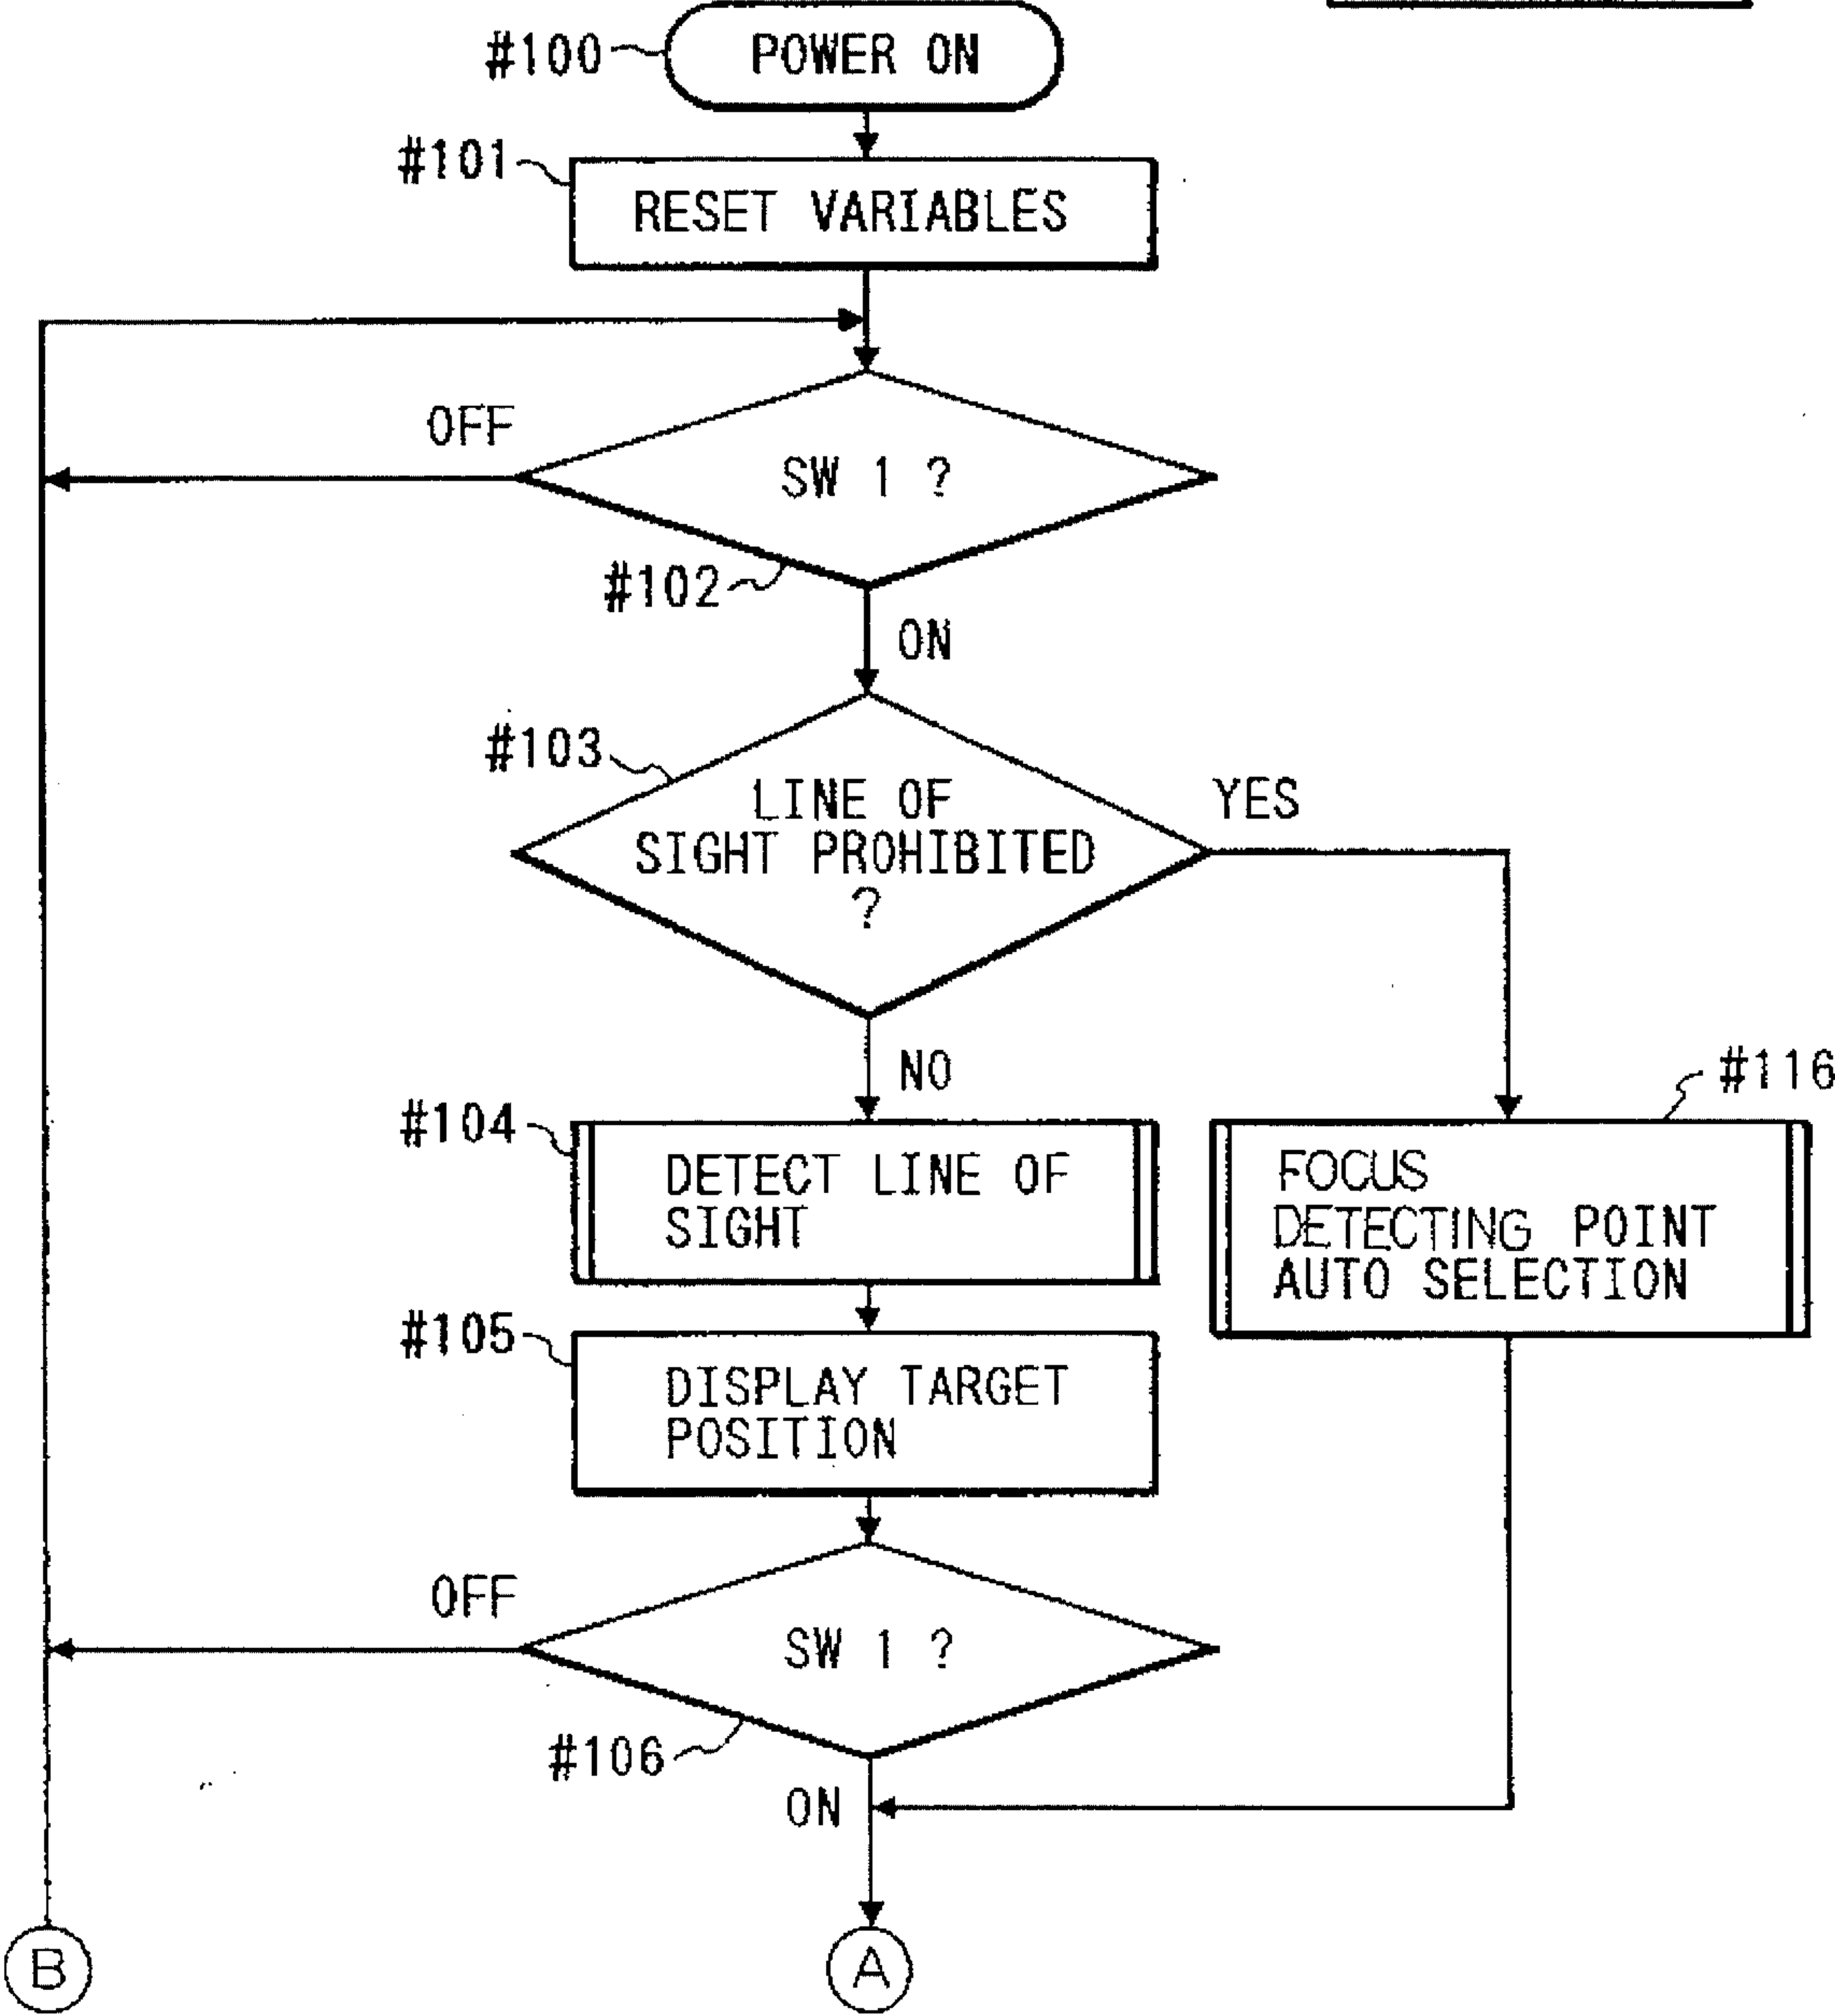 #100
POWER ON
#101
RESET VARIABLES
OFF
SW 1 ?
#102
ON
#103
LINE OF
SIGHT PROHIBITED
?
YES
NO
#104
DETECT LINE OF
SIGHT
#116
FOCUS
DETECTING POINT
AUTO SELECTION
#105
DISPLAY TARGET
POSITION
OFF
SW 1 ?
#106
ON
B
A